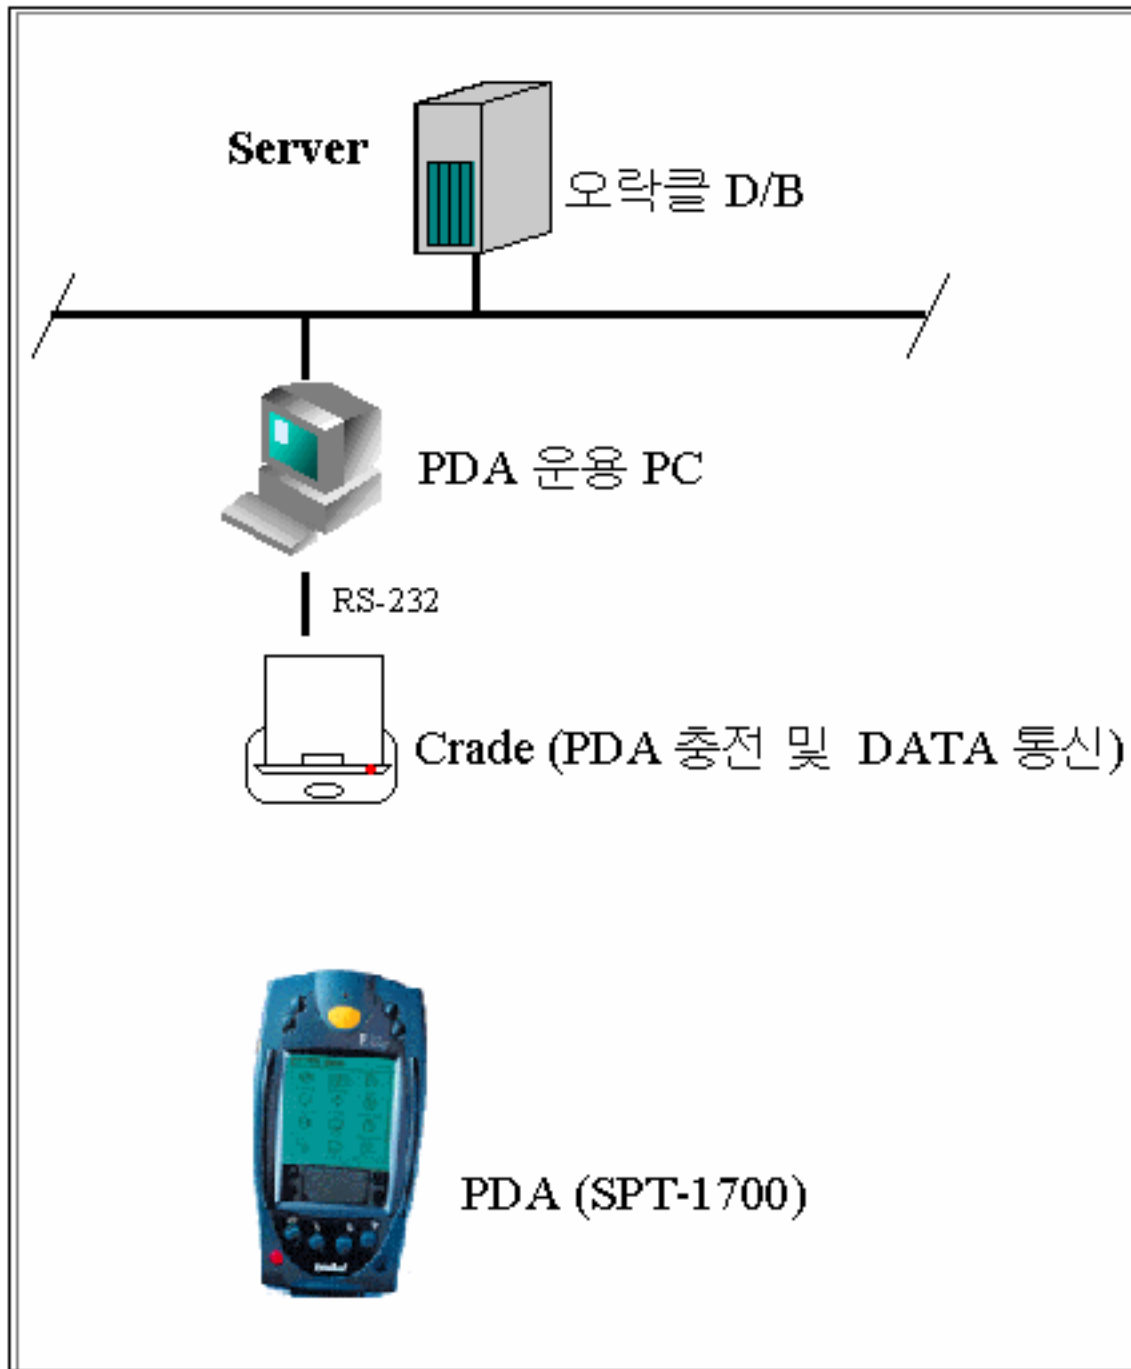 Server
오락클 D/B
PDA 운용 PC
RS-232
Crade (PDA 충전 및 DATA 통신)
PDA (SPT-1700)